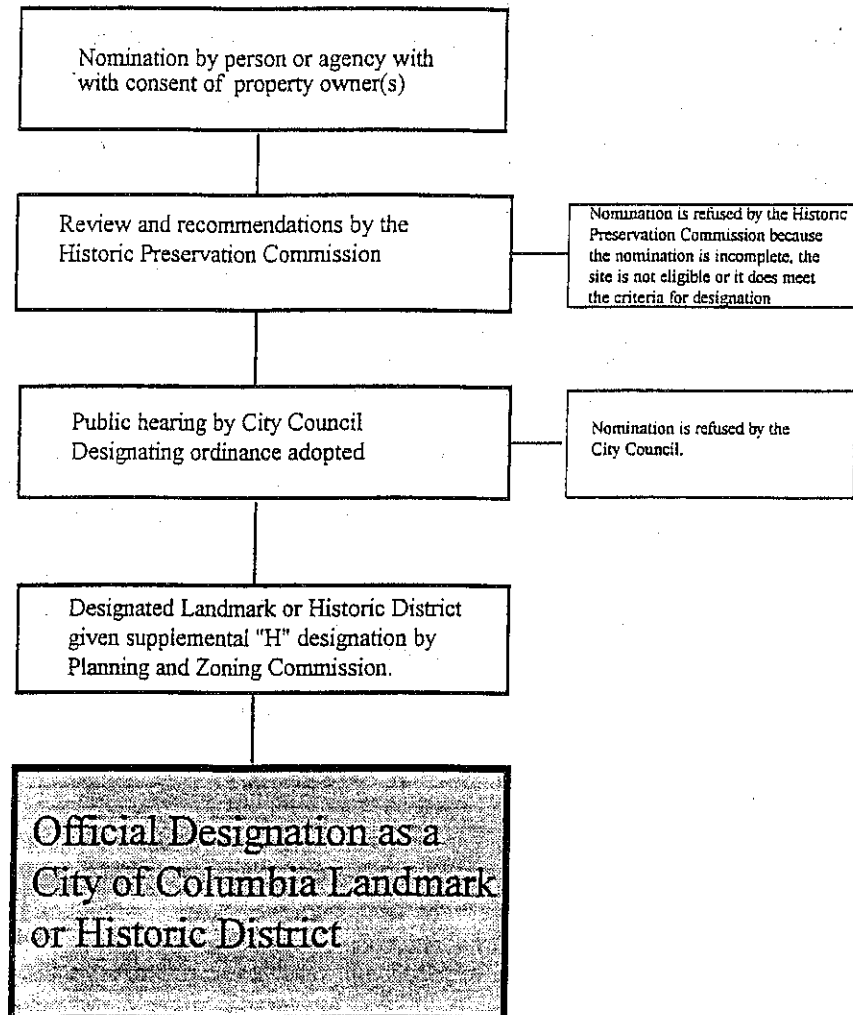 Nomination by person or agency with
with consent of property owner(s)
Review and recommendations by the
Historic Preservation Commission
Nomination is refused by the Historic
Preservation Commission because
the nomination is incomplete, the
site is not eligible or it does meet
the criteria for designation
Public hearing by City Council
Designating ordinance adopted
Nomination is refused by the
City Council.
Designated Landmark or Historic District
given supplemental "H" designation by
Planning and Zoning Commission.
Official Designation as a
City of Columbia Landmark
or Historic District